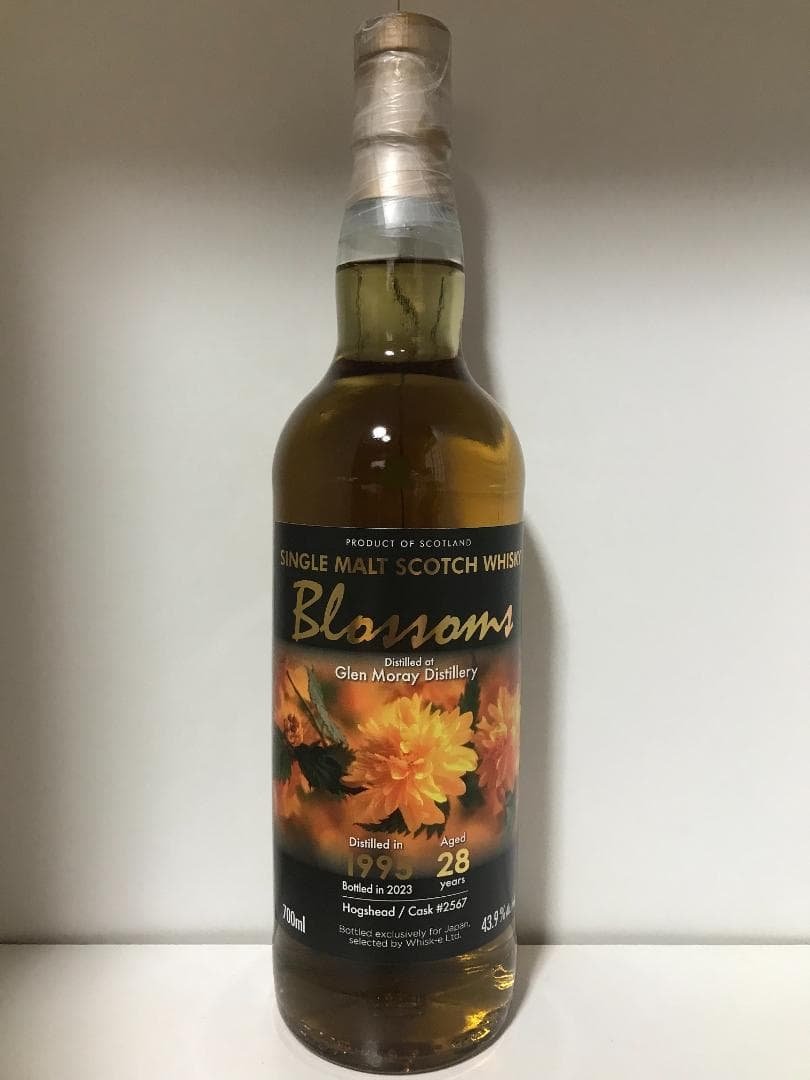 PRODUCT OF SCOTLAND
SINGLE MALT SCOTCH WHISKY
Blossoms
Distilled at
Glen Moray Distillery
Distilled in
1995
Bottled in 2023
Aged
28
years
Hogshead / Cask #2567
700ml
43.9%
Bottled exclusively for Japan,
selected by Whisk-e Ltd.